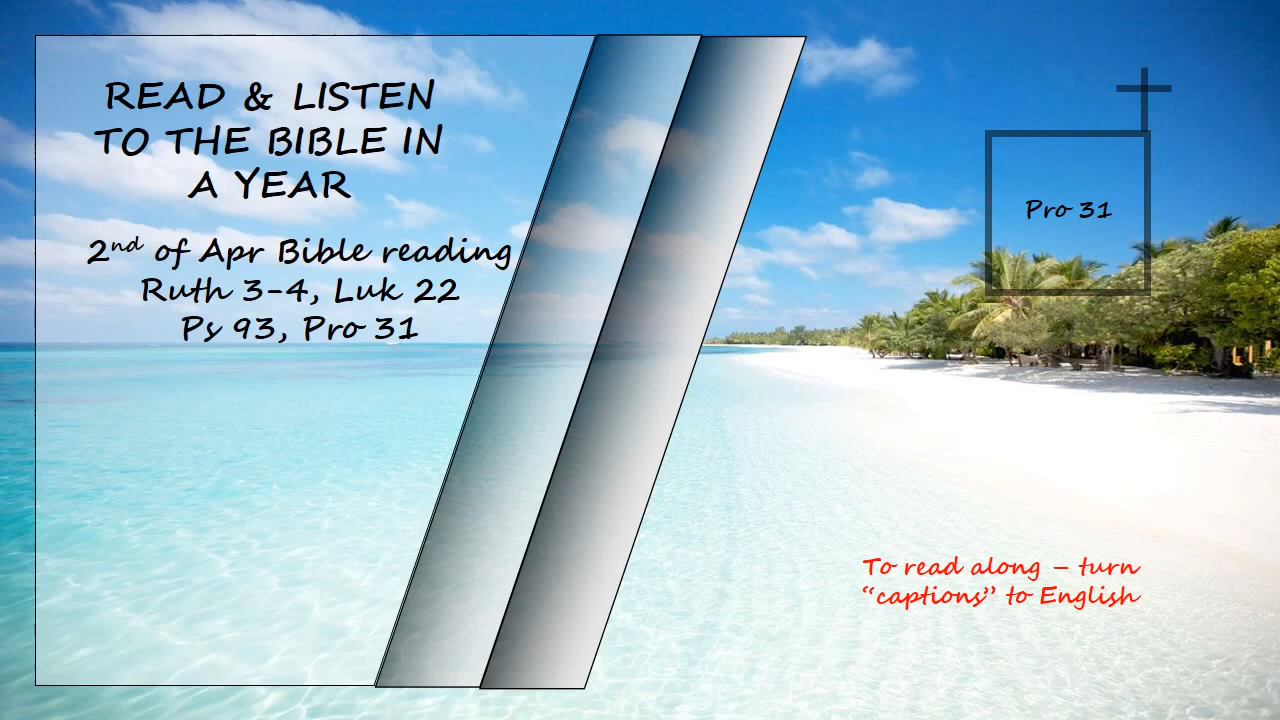 READ & LISTEN
TO THE BIBLE IN
A YEAR
2nd of Apr Bible reading
Ruth 3-4, Luk 22
Ps 93, Pro 31
Pro 31
To read along – turn
“captions” to English